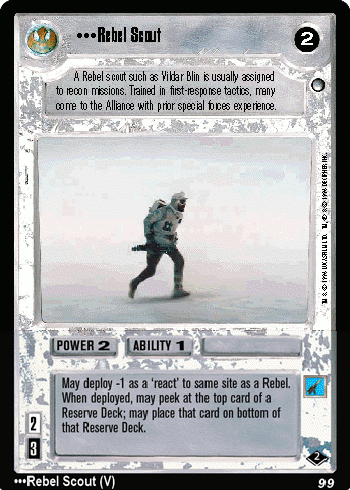 •••Rebel Scout
2
A Rebel scout such as Vildar Blin is usually assigned
to recon missions. Trained in first-response tactics, many
come to the Alliance with prior special forces experience.
POWER 2
ABILITY 1
May deploy -1 as a 'react' to same site as a Rebel.
When deployed, may peek at the top card of a
Reserve Deck; may place that card on bottom of
that Reserve Deck.
2
3
2
•••Rebel Scout (V)
99